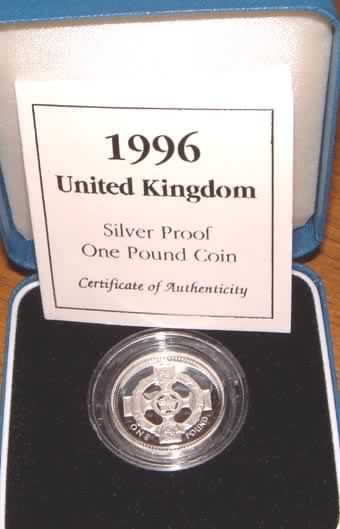 1996
United Kingdom
Silver Proof
One Pound Coin
Certificate of Authenticity
ONE POUND